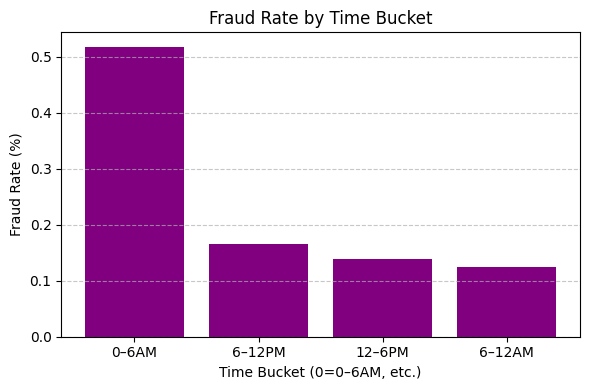 Fraud Rate by Time Bucket
Fraud Rate (%)
0.5
0.4
0.3
0.2
0.1
0.0
0–6AM
6–12PM
12–6PM
6–12AM
Time Bucket (0=0–6AM, etc.)